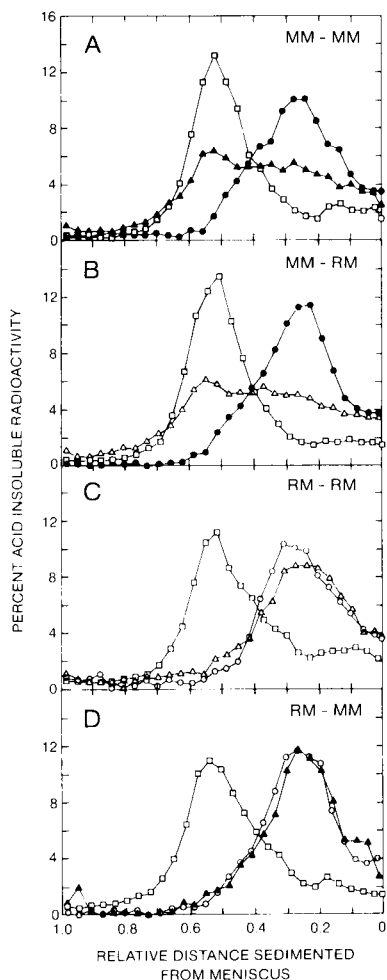 16
A
MM - MM
12
8
4
0
B
MM - RM
12
8
4
0
C
RM - RM
12
8
4
0
D
RM - MM
12
8
4
0
1.0 0.8 0.6 0.4 0.2 0
PERCENT ACID INSOLUBLE RADIOACTIVITY
RELATIVE DISTANCE SEDIMENTED
FROM MENISCUS